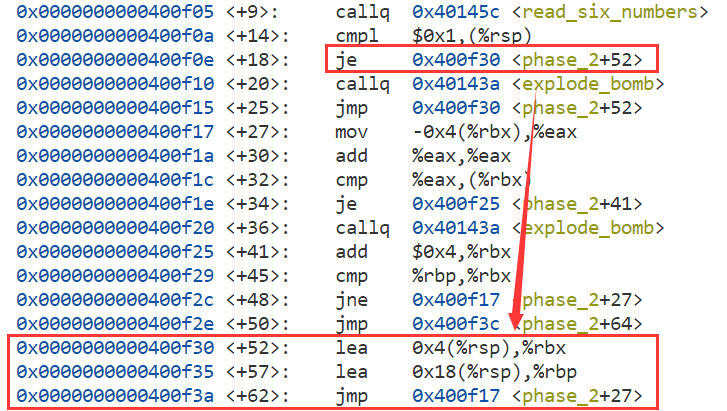 0x0000000000400f05 <+9>: callq 0x40145c <read_six_numbers>
0x0000000000400f0a <+14>: cmpl $0x1,(%rsp)
0x0000000000400f0e <+18>: je 0x400f30 <phase_2+52>
0x0000000000400f10 <+20>: callq 0x40143a <explode_bomb>
0x0000000000400f15 <+25>: jmp 0x400f30 <phase_2+52>
0x0000000000400f17 <+27>: mov -0x4(%rbx),%eax
0x0000000000400f1a <+30>: add %eax,%eax
0x0000000000400f1c <+32>: cmp %eax,(%rbx)
0x0000000000400f1e <+34>: je 0x400f25 <phase_2+41>
0x0000000000400f20 <+36>: callq 0x40143a <explode_bomb>
0x0000000000400f25 <+41>: add $0x4,%rbx
0x0000000000400f29 <+45>: cmp %rbp,%rbx
0x0000000000400f2c <+48>: jne 0x400f17 <phase_2+27>
0x0000000000400f2e <+50>: jmp 0x400f3c <phase_2+64>
0x0000000000400f30 <+52>: lea 0x4(%rsp),%rbx
0x0000000000400f35 <+57>: lea 0x18(%rsp),%rbp
0x0000000000400f3a <+62>: jmp 0x400f17 <phase_2+27>